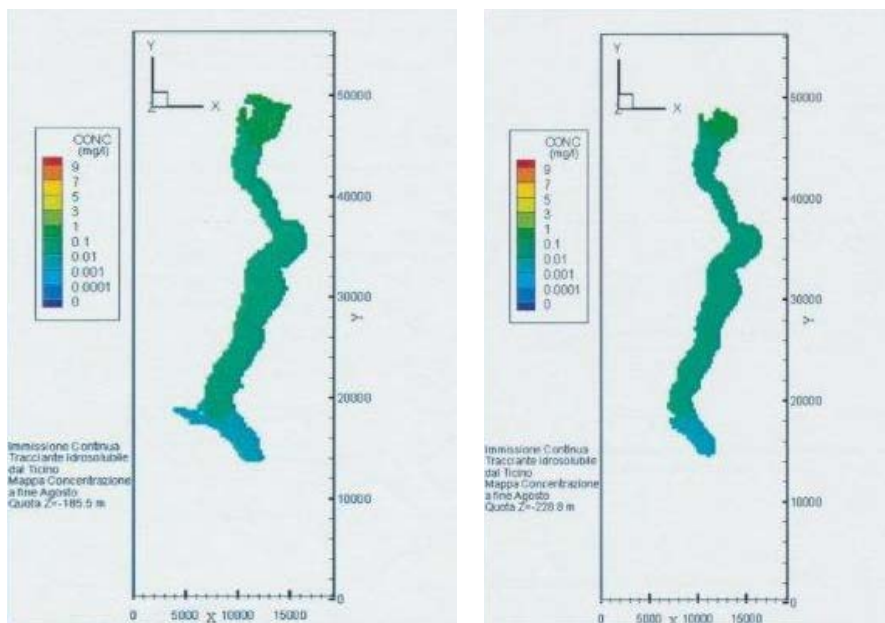 Y
X
Z
CONC
(mg/l)
9
7
5
3
1
0.1
0.01
0.001
0.0001
0
50000
40000
30000
20000
10000
0
Y
0 5000 X 10000 15000
Immissione Continua
Tracciante Idrosolubile
dal Ticino
Mappa Concentrazione
a fine Agosto
Quota Z=-185.5 m
Y
X
Z
CONC
(mg/l)
9
7
5
3
1
0.1
0.01
0.001
0.0001
0
50000
40000
30000
20000
10000
0
Y
0 5000 X 10000 15000
Immissione Continua
Tracciante Idrosolubile
dal Ticino
Mappa Concentrazione
a fine Agosto
Quota Z=-228.8 m